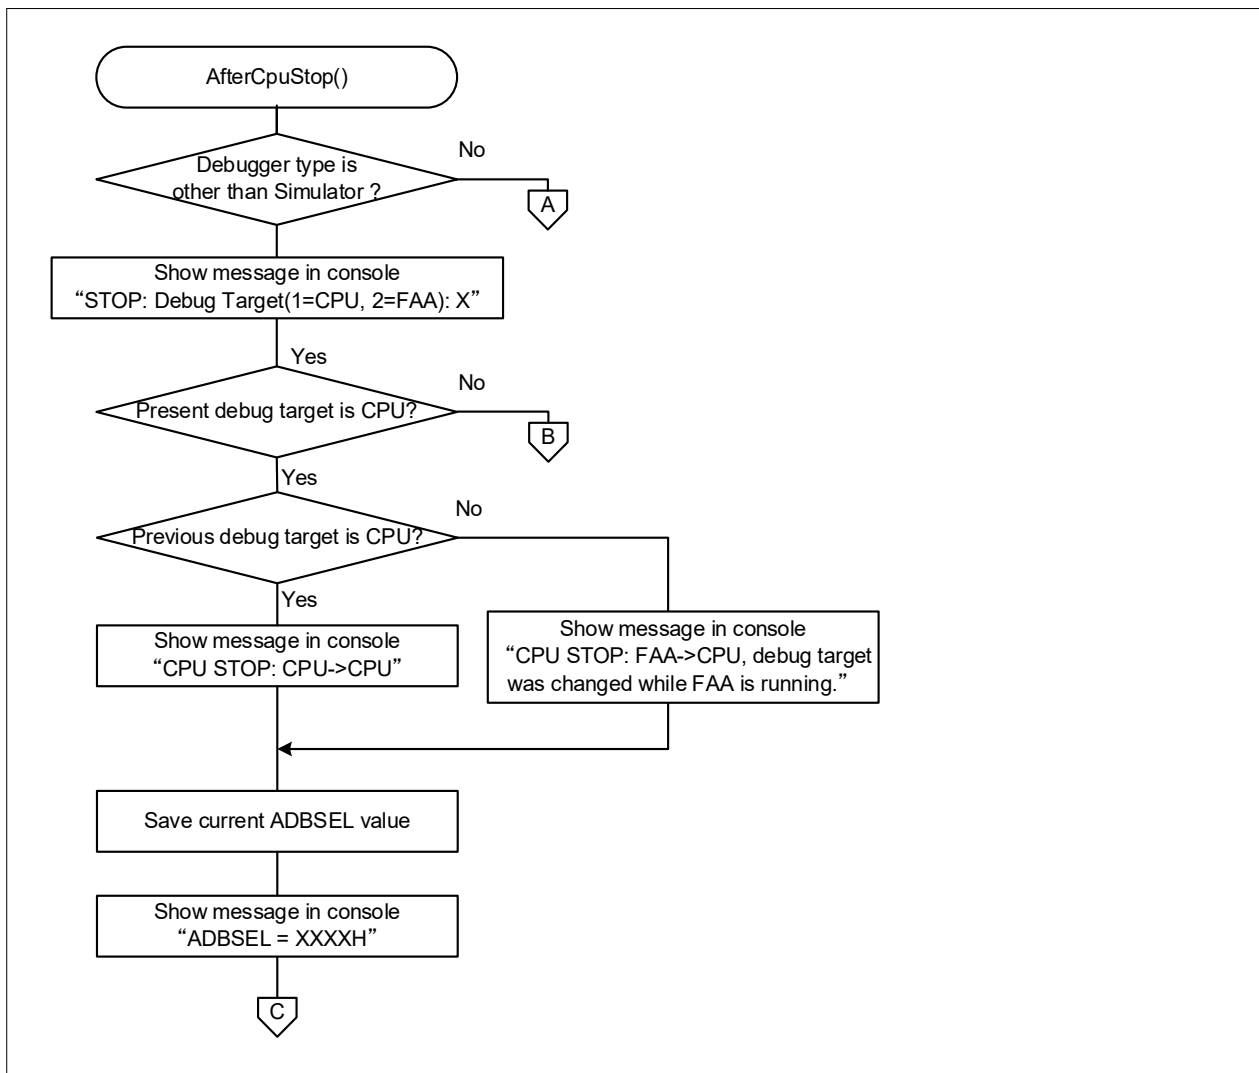 AfterCpuStop()
Debugger type is
other than Simulator ?
No
A
Show message in console
“STOP: Debug Target(1=CPU, 2=FAA): X”
Yes
Present debug target is CPU?
No
B
Yes
Previous debug target is CPU?
No
Yes
Show message in console
“CPU STOP: CPU->CPU”
Show message in console
“CPU STOP: FAA->CPU, debug target
was changed while FAA is running.”
Save current ADBSEL value
Show message in console
“ADBSEL = XXXXH”
C